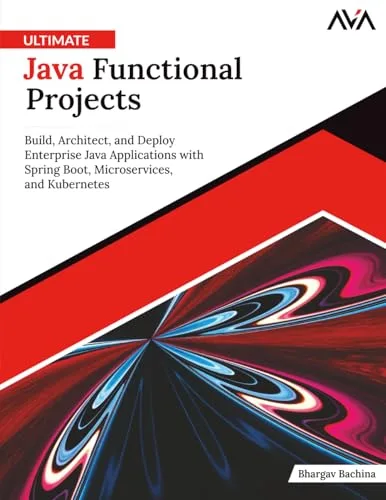 AVA
ULTIMATE
Java Functional
Projects
Build, Architect, and Deploy
Enterprise Java Applications with
Spring Boot, Microservices,
and Kubernetes
Bhargav Bachina